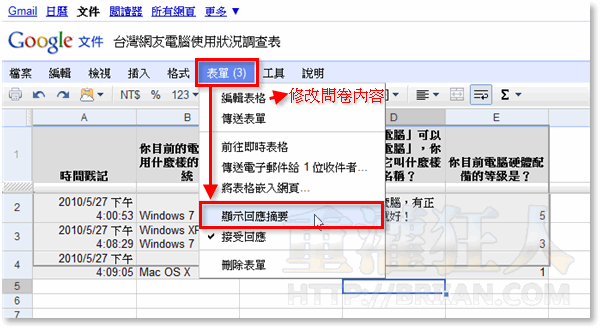 Gmail 日曆 文件 閱讀器 所有網頁 更多 ▼
Google 文件 台灣網友電腦使用狀況調查表
檔案 編輯 檢視 插入 格式 表單 (3) 工具 說明
NT$ % 123 Σ
編輯表格 修改問卷內容
傳送表單
前往即時表格
傳送電子郵件給 1 位收件者...
將表格嵌入網頁...
顯示回應摘要
✓ 接受回應
刪除表單
A B D E
1 時間戳記
你目前的電
用什麼樣的
統
電腦」可以
電腦」，你
它叫什麼樣
名稱？
你目前電腦硬體配
備的等級是？
2 2010/5/27 下午
4:00:53 Windows 7 腦，有正
好！ 5
3 2010/5/27 下午 Windows XP
4:08:29 Windows 7 3
4 2010/5/27 下午
4:09:05 Mac OS X 1
5
6
重灌狂人
HTTP://BRIIAN.COM